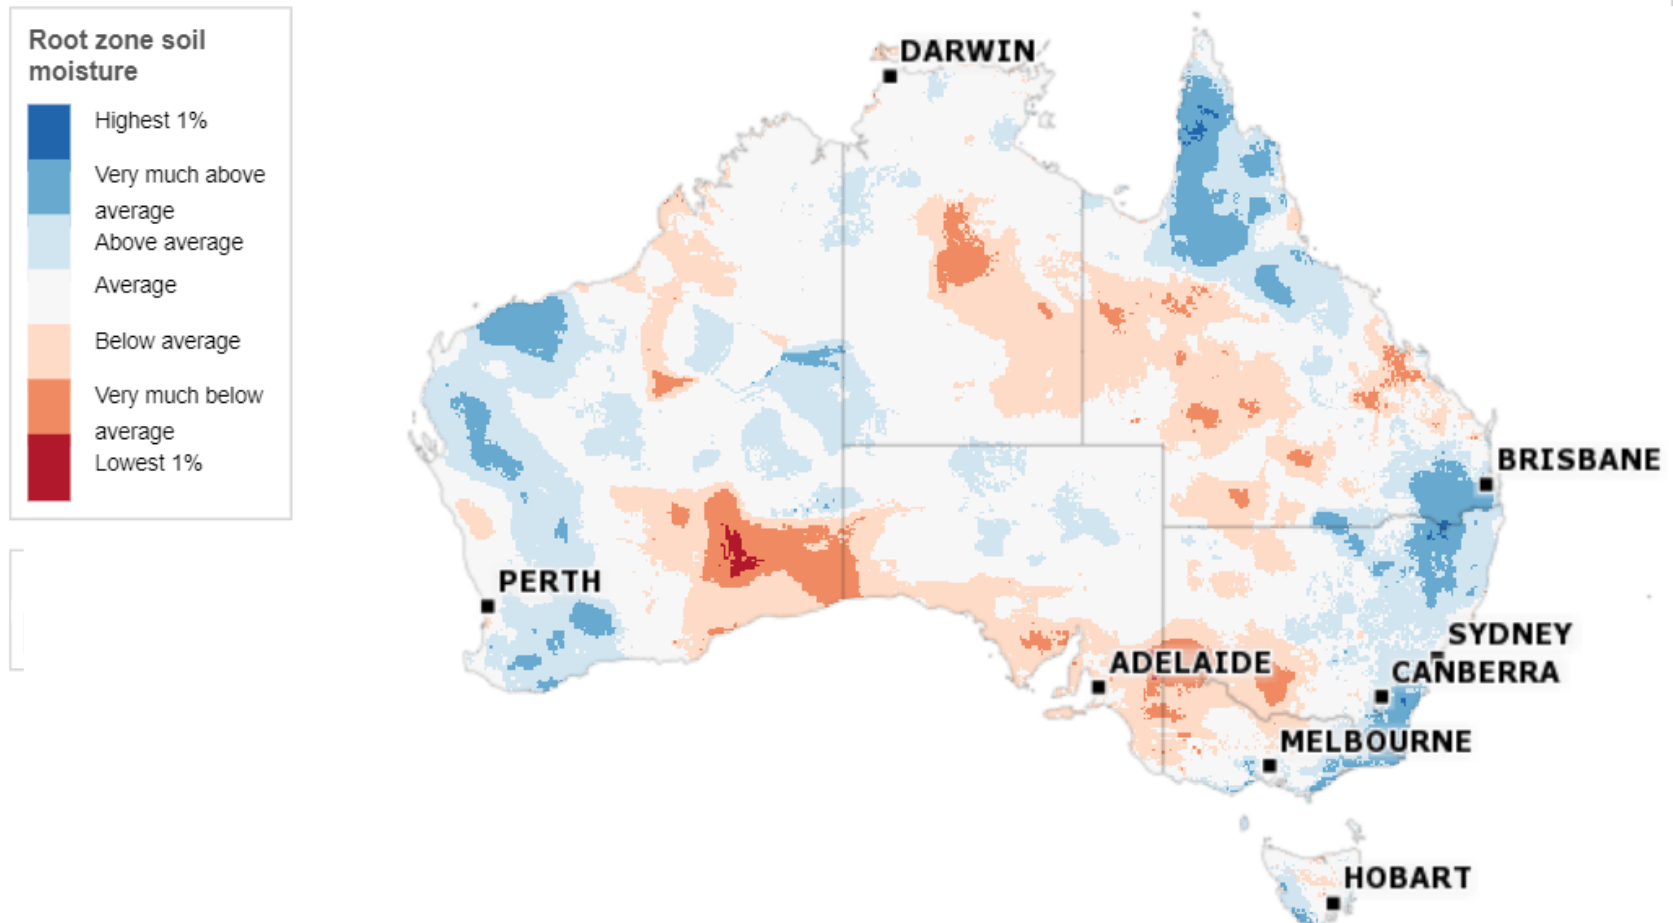 Root zone soil
moisture
Highest 1%
Very much above
average
Above average
Average
Below average
Very much below
average
Lowest 1%
DARWIN
BRISBANE
PERTH
SYDNEY
ADELAIDE
CANBERRA
MELBOURNE
HOBART